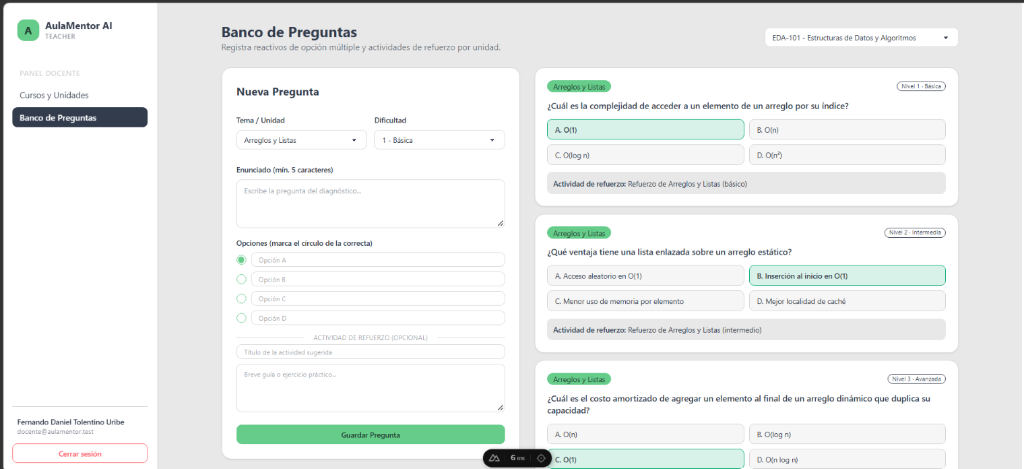 A
AulaMentor AI
TEACHER
PANEL DOCENTE
Cursos y Unidades
Banco de Preguntas
Fernando Daniel Tolentino Uribe
docente@aulamentor.test
Cerrar sesión
Banco de Preguntas
Registra reactivos de opción múltiple y actividades de refuerzo por unidad.
EDA-101 - Estructuras de Datos y Algoritmos
Nueva Pregunta
Tema / Unidad
Dificultad
Arreglos y Listas
1 - Básica
Enunciado (mín. 5 caracteres)
Escribe la pregunta del diagnóstico...
Opciones (marca el círculo de la correcta)
Opción A
Opción B
Opción C
Opción D
ACTIVIDAD DE REFUERZO (OPCIONAL)
Título de la actividad sugerida
Breve guía o ejercicio práctico...
Guardar Pregunta
6 ms
Arreglos y Listas
Nivel 1 - Básica
¿Cuál es la complejidad de acceder a un elemento de un arreglo por su índice?
A. O(1)
B. O(n)
C. O(log n)
D. O(n²)
Actividad de refuerzo: Refuerzo de Arreglos y Listas (básico)
Arreglos y Listas
Nivel 2 - Intermedia
¿Qué ventaja tiene una lista enlazada sobre un arreglo estático?
A. Acceso aleatorio en O(1)
B. Inserción al inicio en O(1)
C. Menor uso de memoria por elemento
D. Mejor localidad de caché
Actividad de refuerzo: Refuerzo de Arreglos y Listas (intermedio)
Arreglos y Listas
Nivel 3 - Avanzada
¿Cuál es el costo amortizado de agregar un elemento al final de un arreglo dinámico que duplica su
capacidad?
A. O(n)
B. O(log n)
C. O(1)
D. O(n log n)